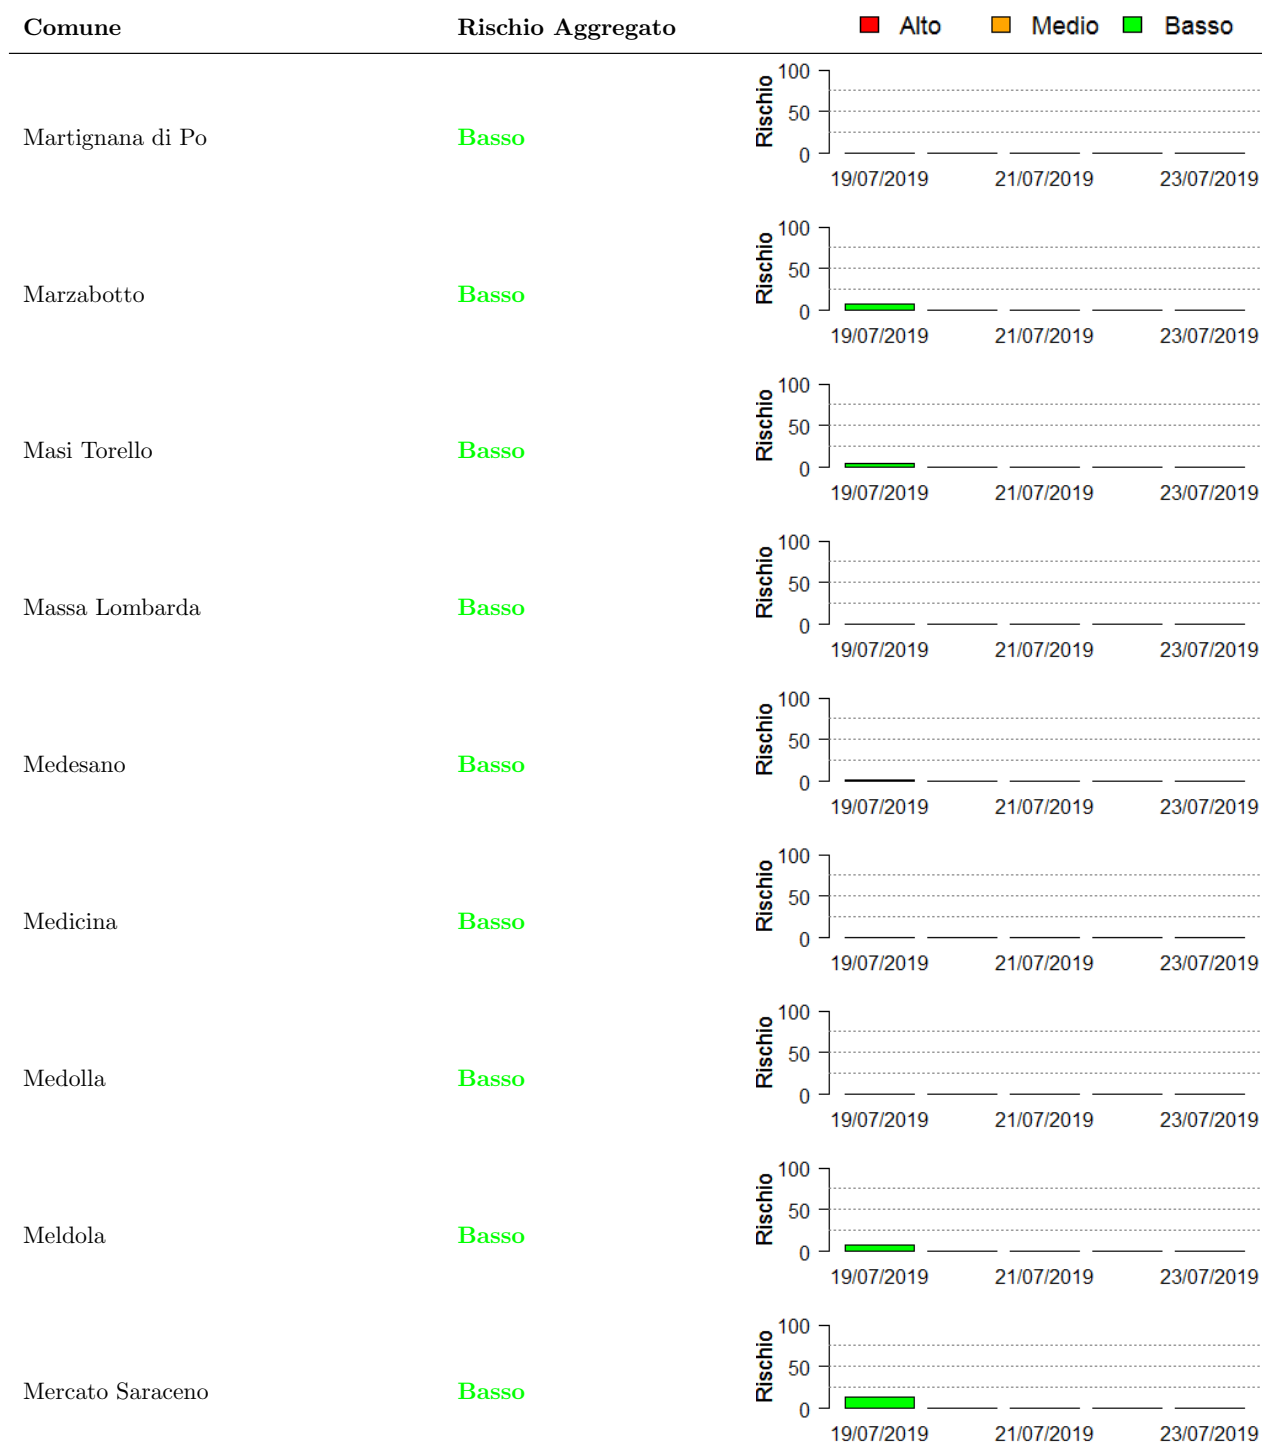 Comune Rischio Aggregato Alto Medio Basso
Martignana di Po Basso Rischio 100 50 0
19/07/2019 21/07/2019 23/07/2019
Marzabotto Basso Rischio 100 50 0
19/07/2019 21/07/2019 23/07/2019
Masi Torello Basso Rischio 100 50 0
19/07/2019 21/07/2019 23/07/2019
Massa Lombarda Basso Rischio 100 50 0
19/07/2019 21/07/2019 23/07/2019
Medesano Basso Rischio 100 50 0
19/07/2019 21/07/2019 23/07/2019
Medicina Basso Rischio 100 50 0
19/07/2019 21/07/2019 23/07/2019
Medolla Basso Rischio 100 50 0
19/07/2019 21/07/2019 23/07/2019
Meldola Basso Rischio 100 50 0
19/07/2019 21/07/2019 23/07/2019
Mercato Saraceno Basso Rischio 100 50 0
19/07/2019 21/07/2019 23/07/2019